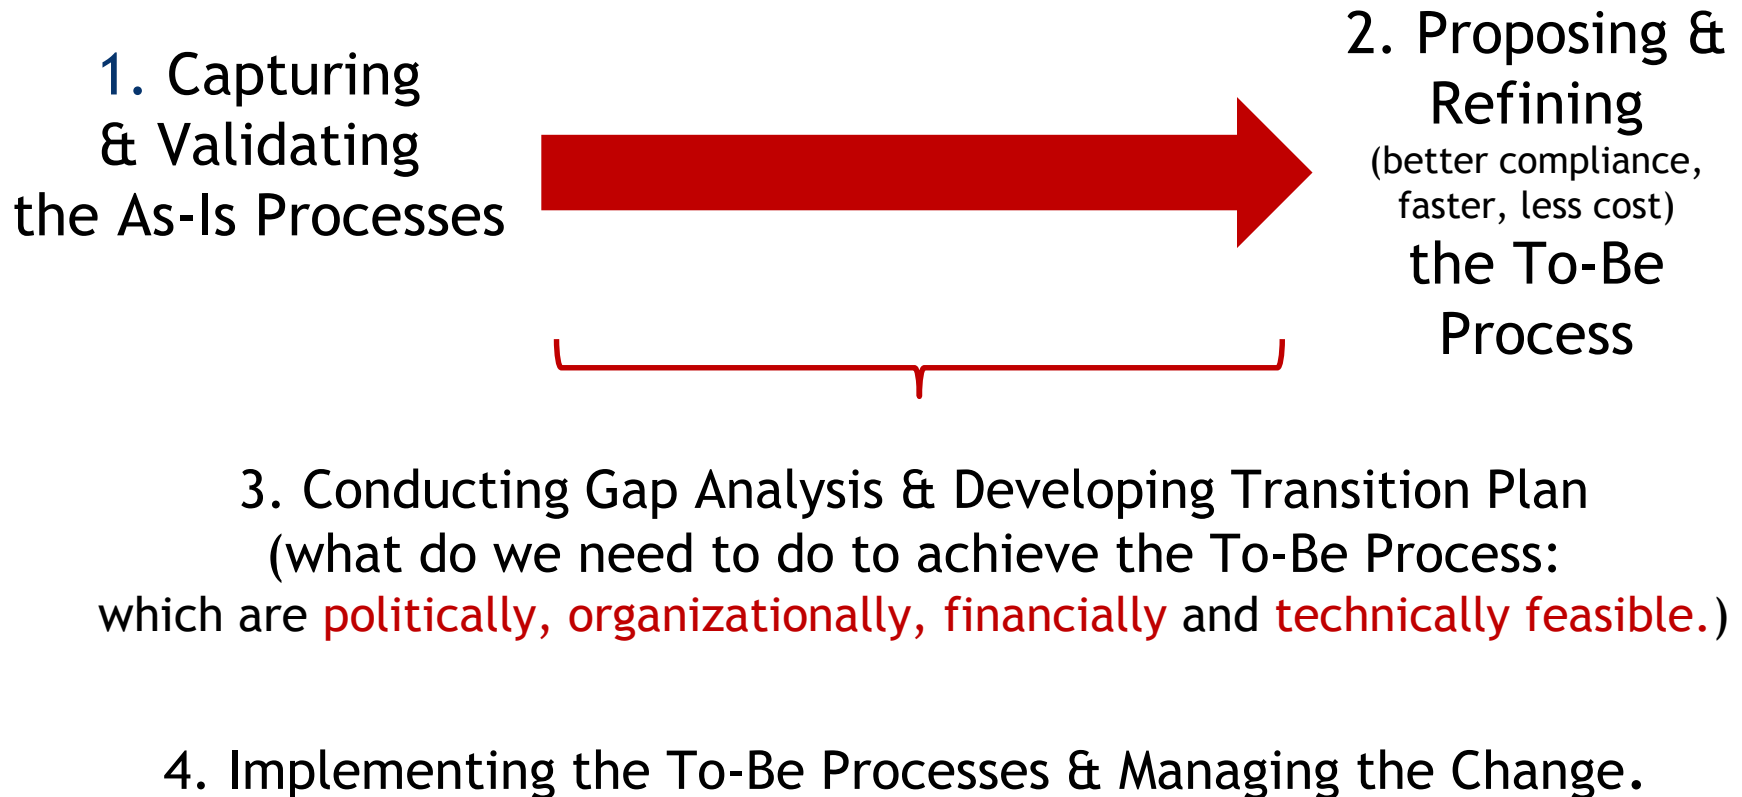 1. Capturing
& Validating
the As-Is Processes
2. Proposing &
Refining
(better compliance,
faster, less cost)
the To-Be
Process
3. Conducting Gap Analysis & Developing Transition Plan
(what do we need to do to achieve the To-Be Process:
which are politically, organizationally, financially and technically feasible.)
4. Implementing the To-Be Processes & Managing the Change.